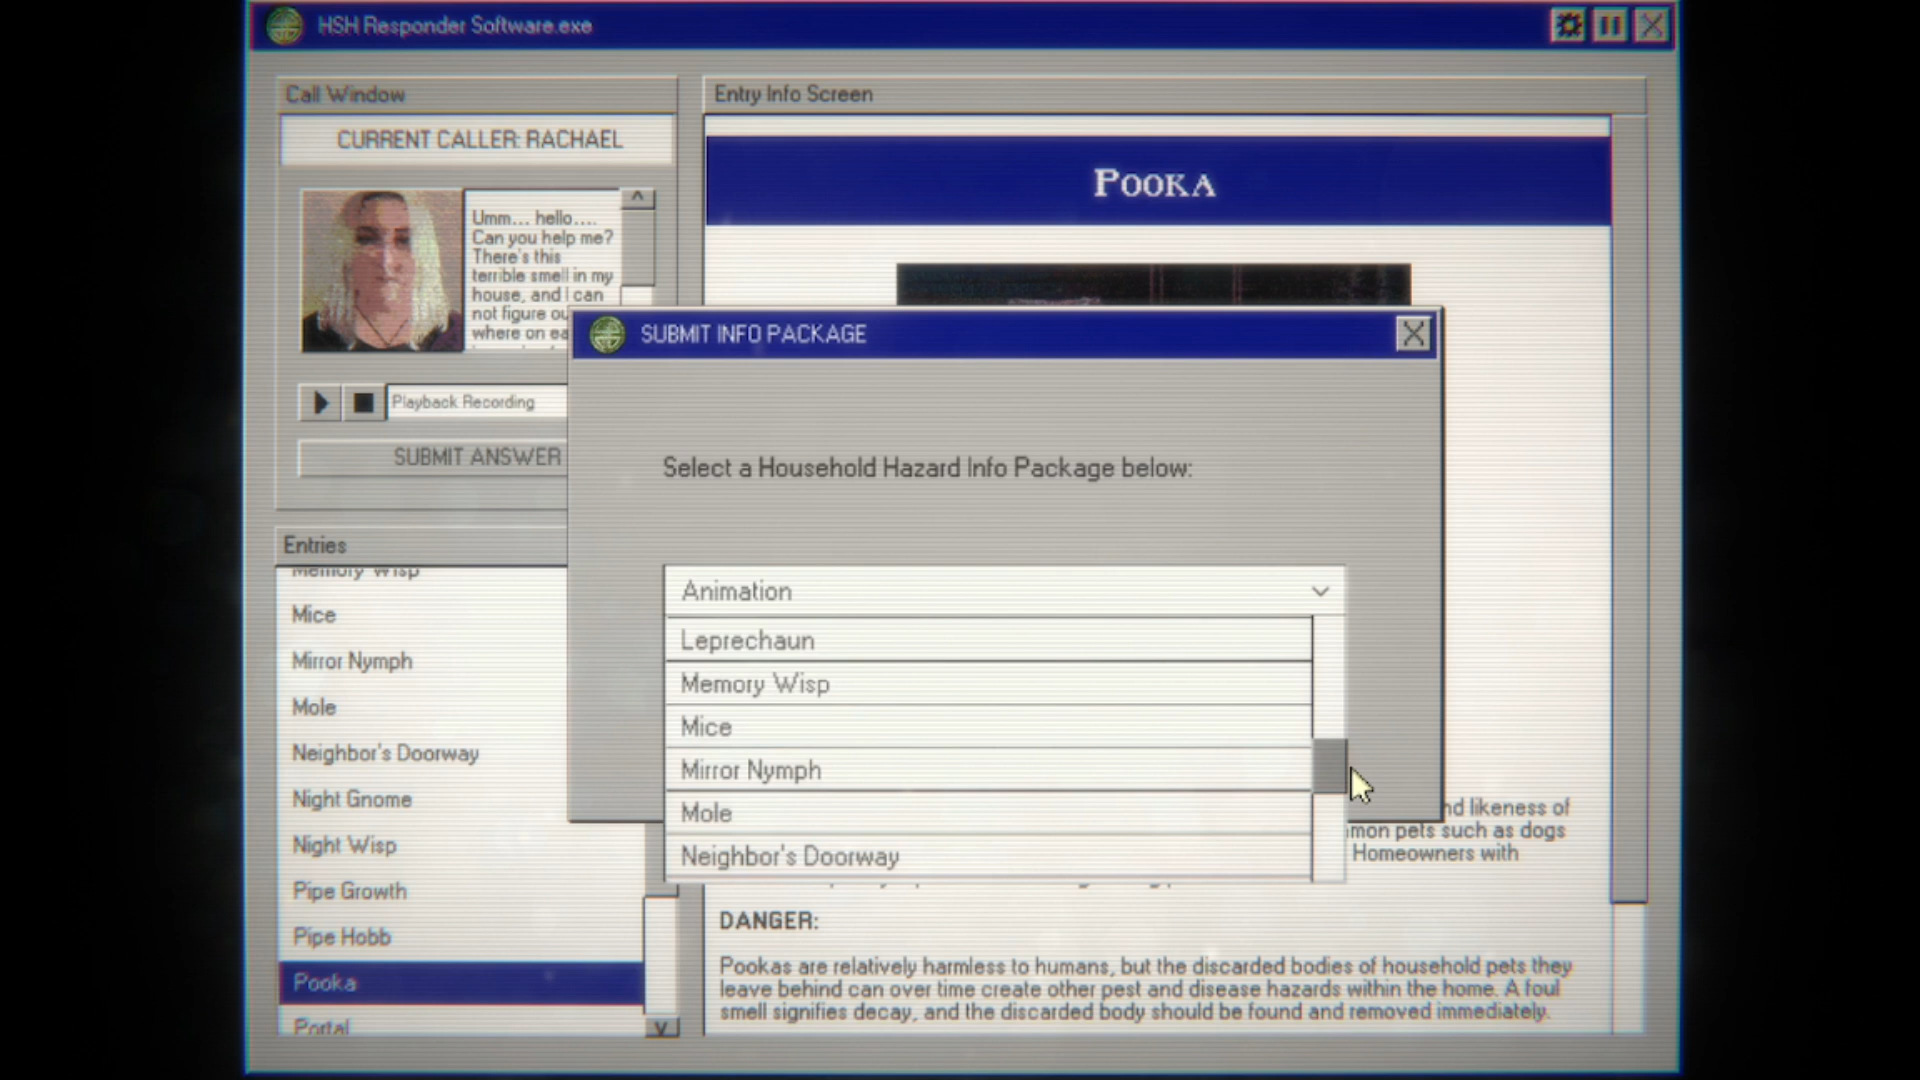 HSH Responder Software.exe
Call Window
CURRENT CALLER: RACHAEL
Umm... hello....
Can you help me?
There's this
terrible smell in my
house, and I can
not figure
where on
Playback Recording
SUBMIT ANSWER
Entries
Memory Wisp
Mice
Mirror Nymph
Mole
Neighbor's Doorway
Night Gnome
Night Wisp
Pipe Growth
Pipe Hobb
Pooka
Portal
Entry Info Screen
POOKA
SUBMIT INFO PACKAGE
Select a Household Hazard Info Package below:
Animation
Leprechaun
Memory Wisp
Mice
Mirror Nymph
Mole
Neighbor's Doorway
likeness of
pets such as dogs
Homeowners with
DANGER:
Pookas are relatively harmless to humans, but the discarded bodies of household pets they
leave behind can over time create other pest and disease hazards within the home. A foul
smell signifies decay, and the discarded body should be found and removed immediately.